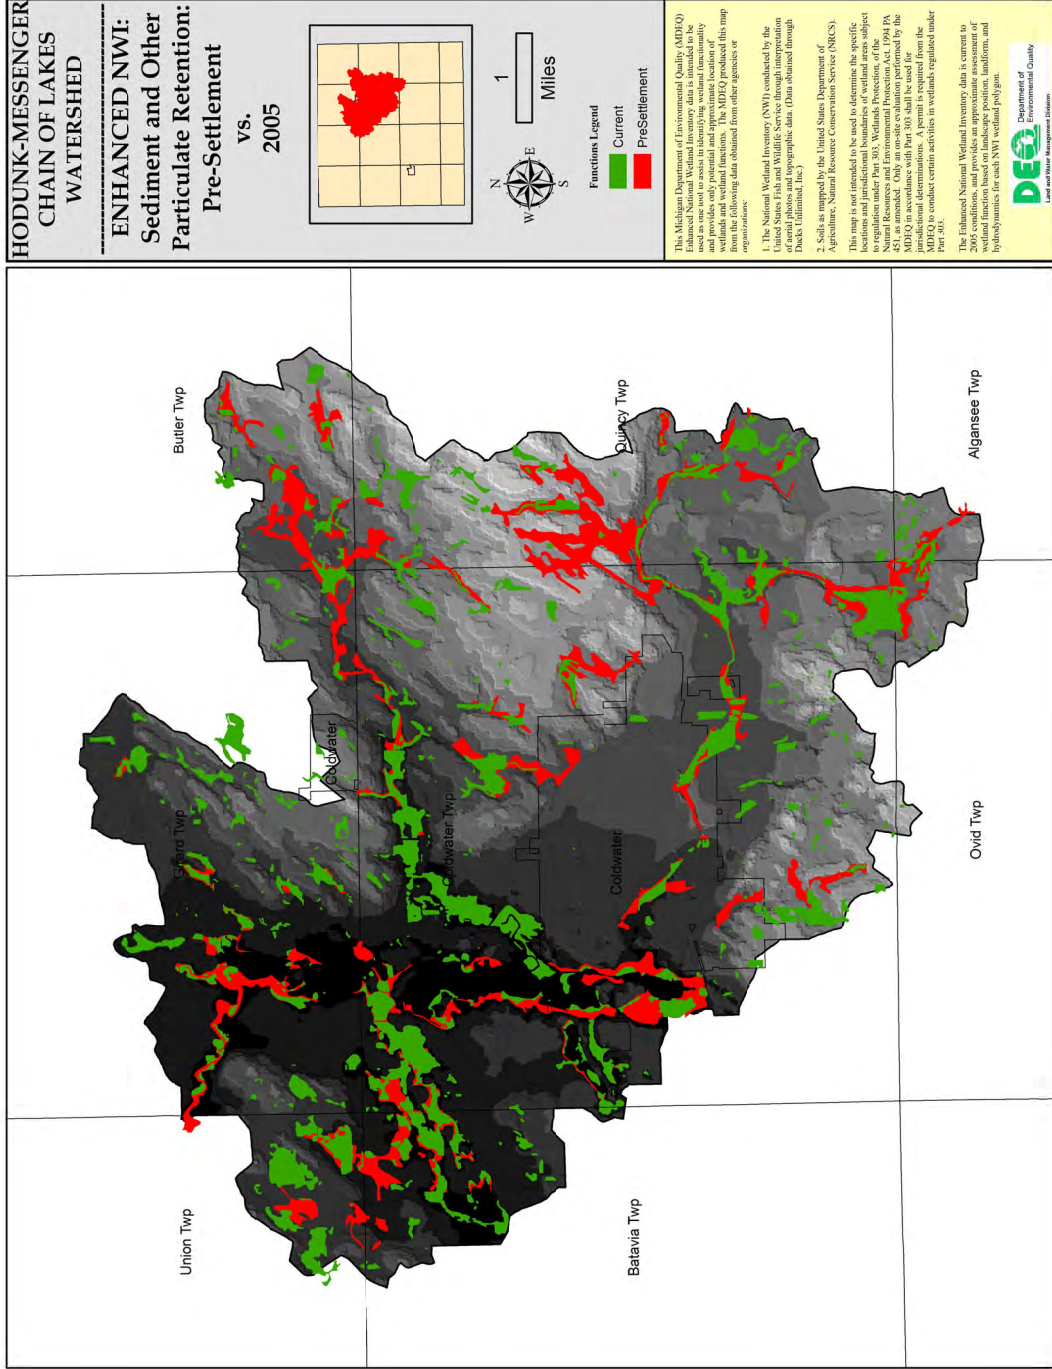 HODUNK-MESSENGER
CHAIN OF LAKES
WATERSHED
ENHANCED NWI:
Sediment and Other
Particulate Retention:
Pre-Settlement
vs.
2005
1
Miles
N
W
E
S
Functions Legend
Current
PreSettlement
This Michigan Department of Environmental Quality (MDEQ)
Enhanced National Wetland Inventory data is intended to be
used as one tool to assist in identifying wetland functionality
and provides only potential and approximate location of
wetlands and wetland functions. The MDEQ produced this map
from the following data obtained from other agencies or
organizations:
1. The National Wetland Inventory (NWI) conducted by the
United States Fish and Wildlife Service through interpretation
of aerial photos and topographic data. (Data obtained through
Ducks Unlimited, Inc.)
2. Soils as mapped by the United States Department of
Agriculture, Natural Resource Conservation Service (NRCS).
This map is not intended to be used to determine the specific
locations and jurisdictional boundaries of wetland areas subject
to regulation under Part 303, Wetlands Protection, of the
Natural Resources and Environmental Protection Act, 1994 PA
451, as amended. Only an on-site evaluation performed by the
MDEQ in accordance with Part 303 shall be used for
jurisdictional determinations. A permit is required from the
MDEQ to conduct certain activities in wetlands regulated under
Part 303.
The Enhanced National Wetland Inventory data is current to
2005 conditions, and provides an approximate assessment of
wetland function based on landscape position, landform, and
hydrodynamics for each NWI wetland polygon.
DEQ
Department of
Environmental Quality
Land and Water Management Division
Union Twp
Girard Twp
Butler Twp
Coldwater
Coldwater Twp
Batavia Twp
Coldwater
Quincy Twp
Ovid Twp
Algansee Twp